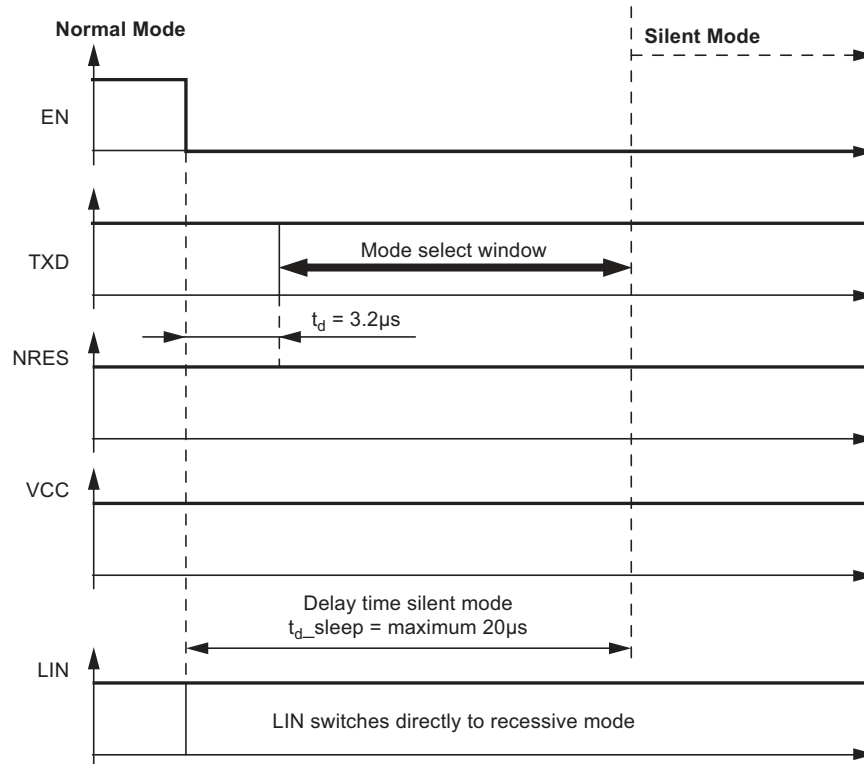 Normal Mode
Silent Mode
EN
TXD
Mode select window
t_d = 3.2µs
NRES
VCC
Delay time silent mode
t_d_sleep = maximum 20µs
LIN
LIN switches directly to recessive mode